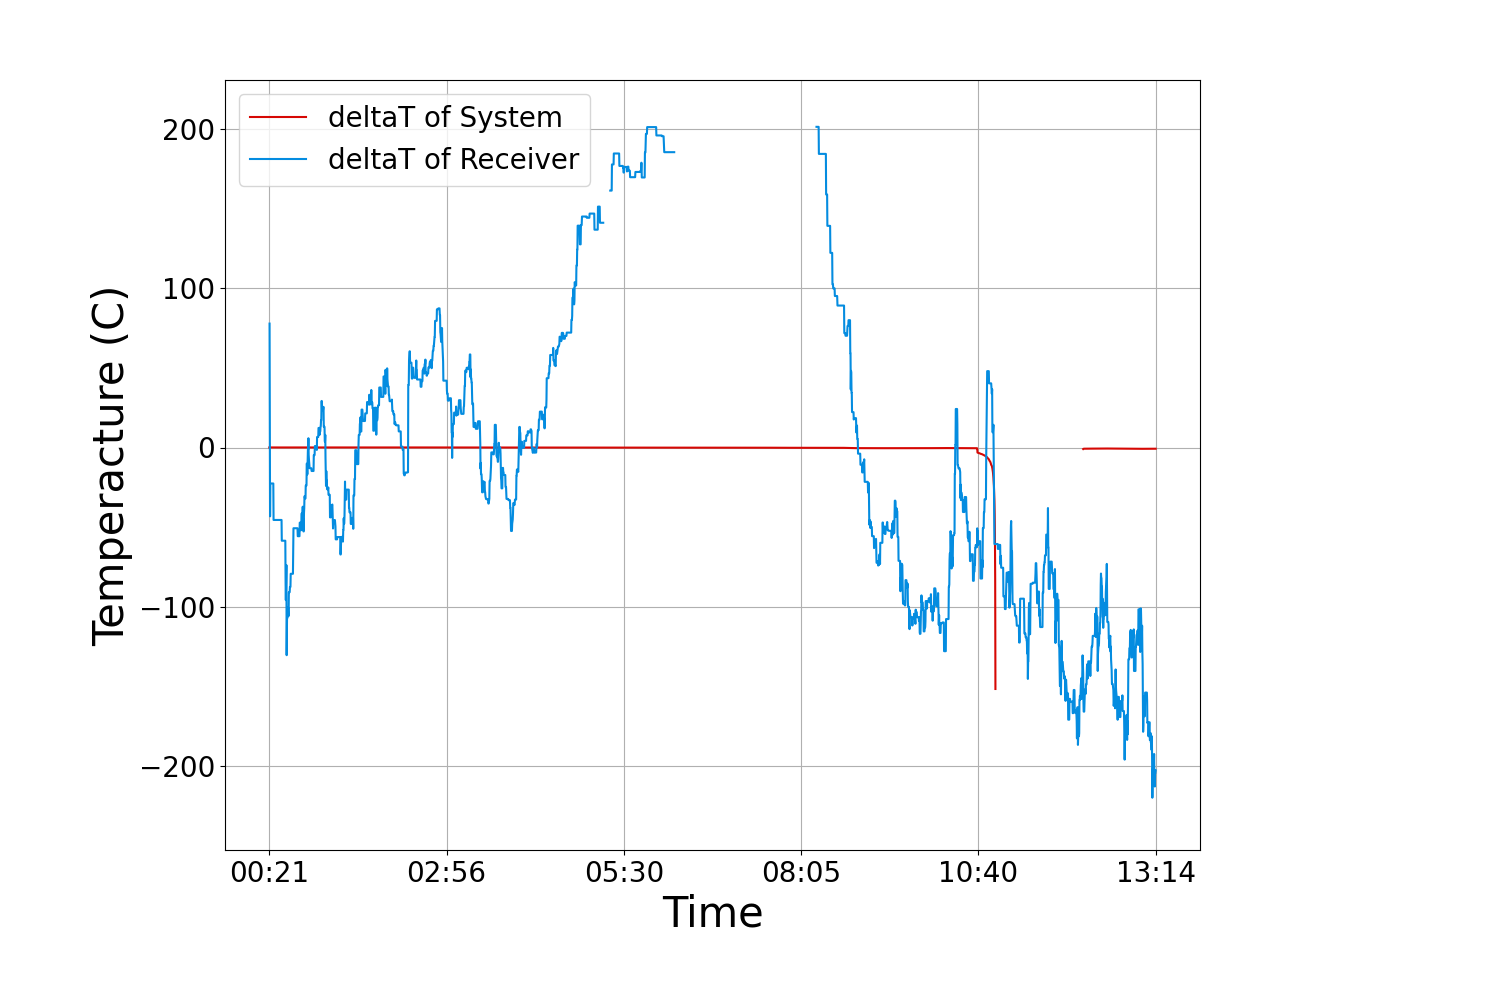 deltaT of System
deltaT of Receiver
200
100
0
−100
−200
Temperacture (C)
00:21 02:56 05:30 08:05 10:40 13:14
Time